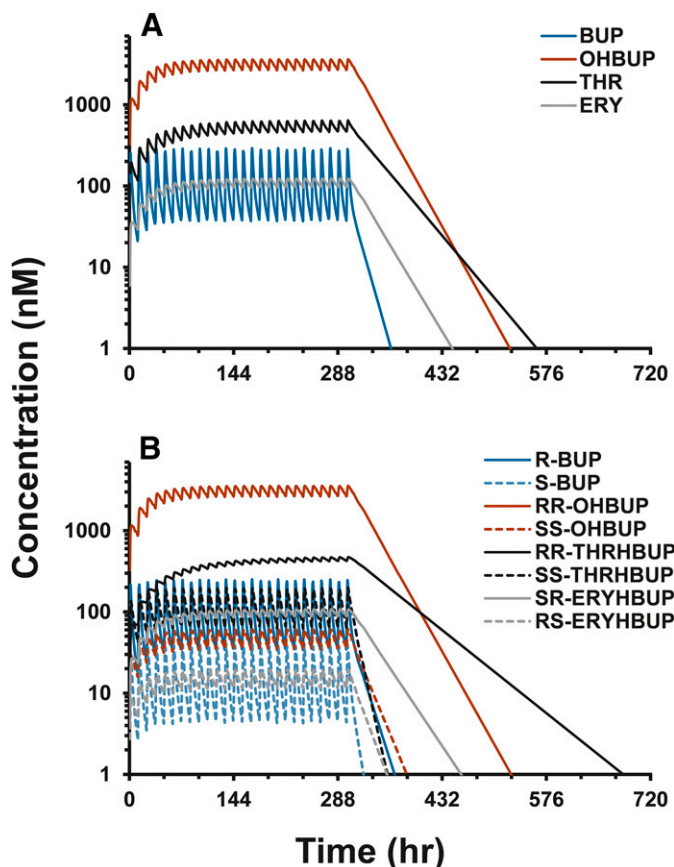 A
BUP
OHBUP
THR
ERY
1000
100
10
1
0 144 288 432 576 720
B
R-BUP
S-BUP
RR-OHBUP
SS-OHBUP
RR-THRHBUP
SS-THRHBUP
SR-ERYHBUP
RS-ERYHBUP
1000
100
10
1
0 144 288 432 576 720
Concentration (nM)
Time (hr)